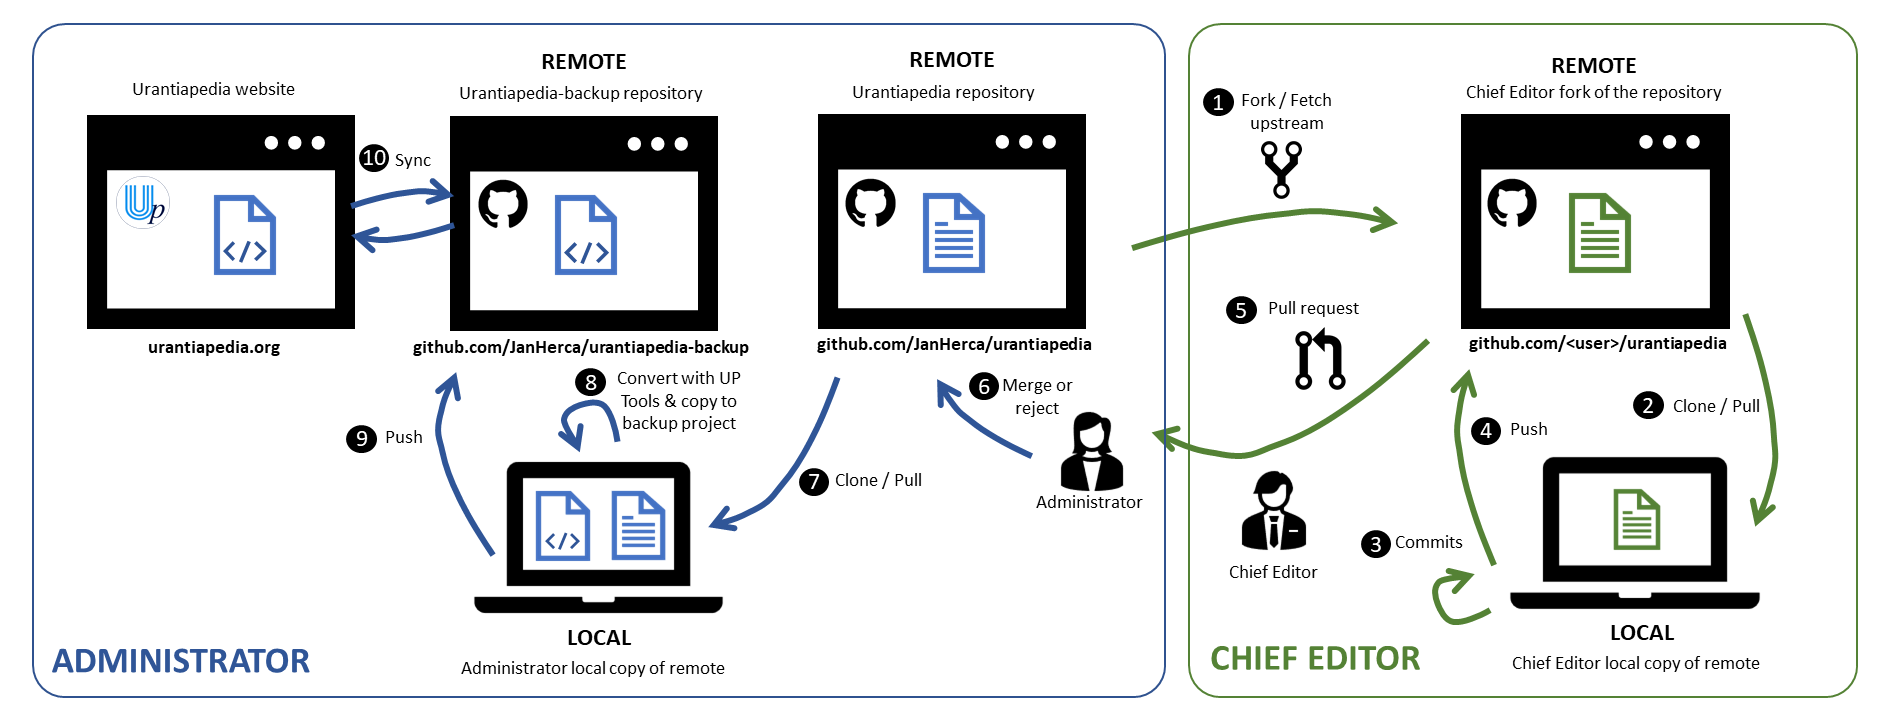 Urantiapedia website
10 Sync
Up
</>
urantiapedia.org
REMOTE
Urantiapedia-backup repository
</>
github.com/JanHerca/urantiapedia-backup
REMOTE
Urantiapedia repository
github.com/JanHerca/urantiapedia
6 Merge or
reject
Administrator
7 Clone / Pull
8 Convert with UP
Tools & copy to
backup project
9 Push
</>
LOCAL
Administrator local copy of remote
ADMINISTRATOR
1 Fork / Fetch
upstream
REMOTE
Chief Editor fork of the repository
github.com/<user>/urantiapedia
5 Pull request
2 Clone / Pull
4 Push
3 Commits
Chief Editor
LOCAL
Chief Editor local copy of remote
CHIEF EDITOR